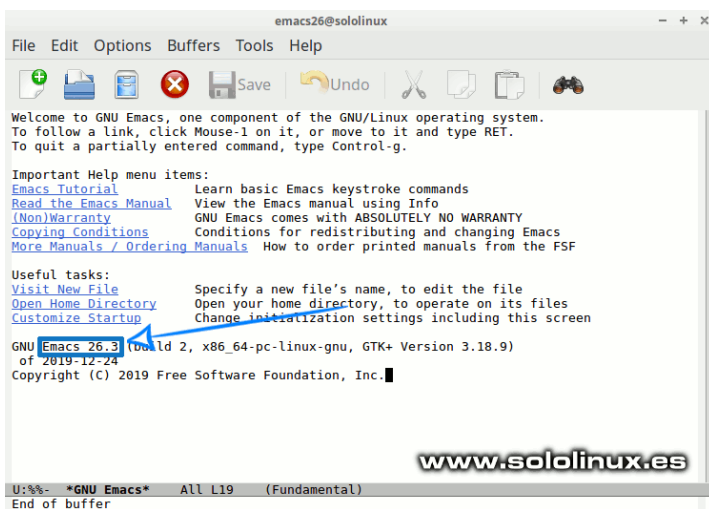 emacs26@sololinux
File Edit Options Buffers Tools Help
Save Undo
Welcome to GNU Emacs, one component of the GNU/Linux operating system.
To follow a link, click Mouse-1 on it, or move to it and type RET.
To quit a partially entered command, type Control-g.
Important Help menu items:
Emacs Tutorial Learn basic Emacs keystroke commands
Read the Emacs Manual View the Emacs manual using Info
(Non)Warranty GNU Emacs comes with ABSOLUTELY NO WARRANTY
Copying Conditions Conditions for redistributing and changing Emacs
More Manuals / Ordering Manuals How to order printed manuals from the FSF
Useful tasks:
Visit New File Specify a new file’s name, to edit the file
Open Home Directory Open your home directory, to operate on its files
Customize Startup Change initialization settings including this screen
GNU Emacs 26.3 (build 2, x86_64-pc-linux-gnu, GTK+ Version 3.18.9)
of 2019-12-24
Copyright (C) 2019 Free Software Foundation, Inc.
www.sololinux.es
U:%%- *GNU Emacs* All L19 (Fundamental)
End of buffer